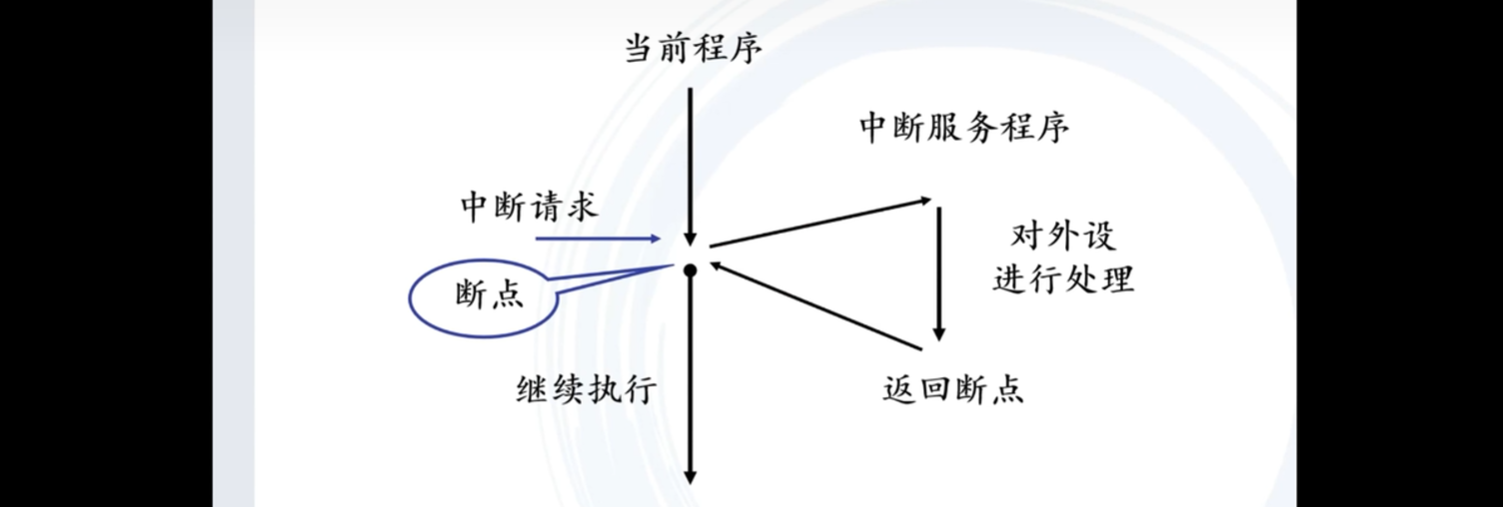 当前程序
中断服务程序
中断请求
对外设
进行处理
断点
继续执行
返回断点